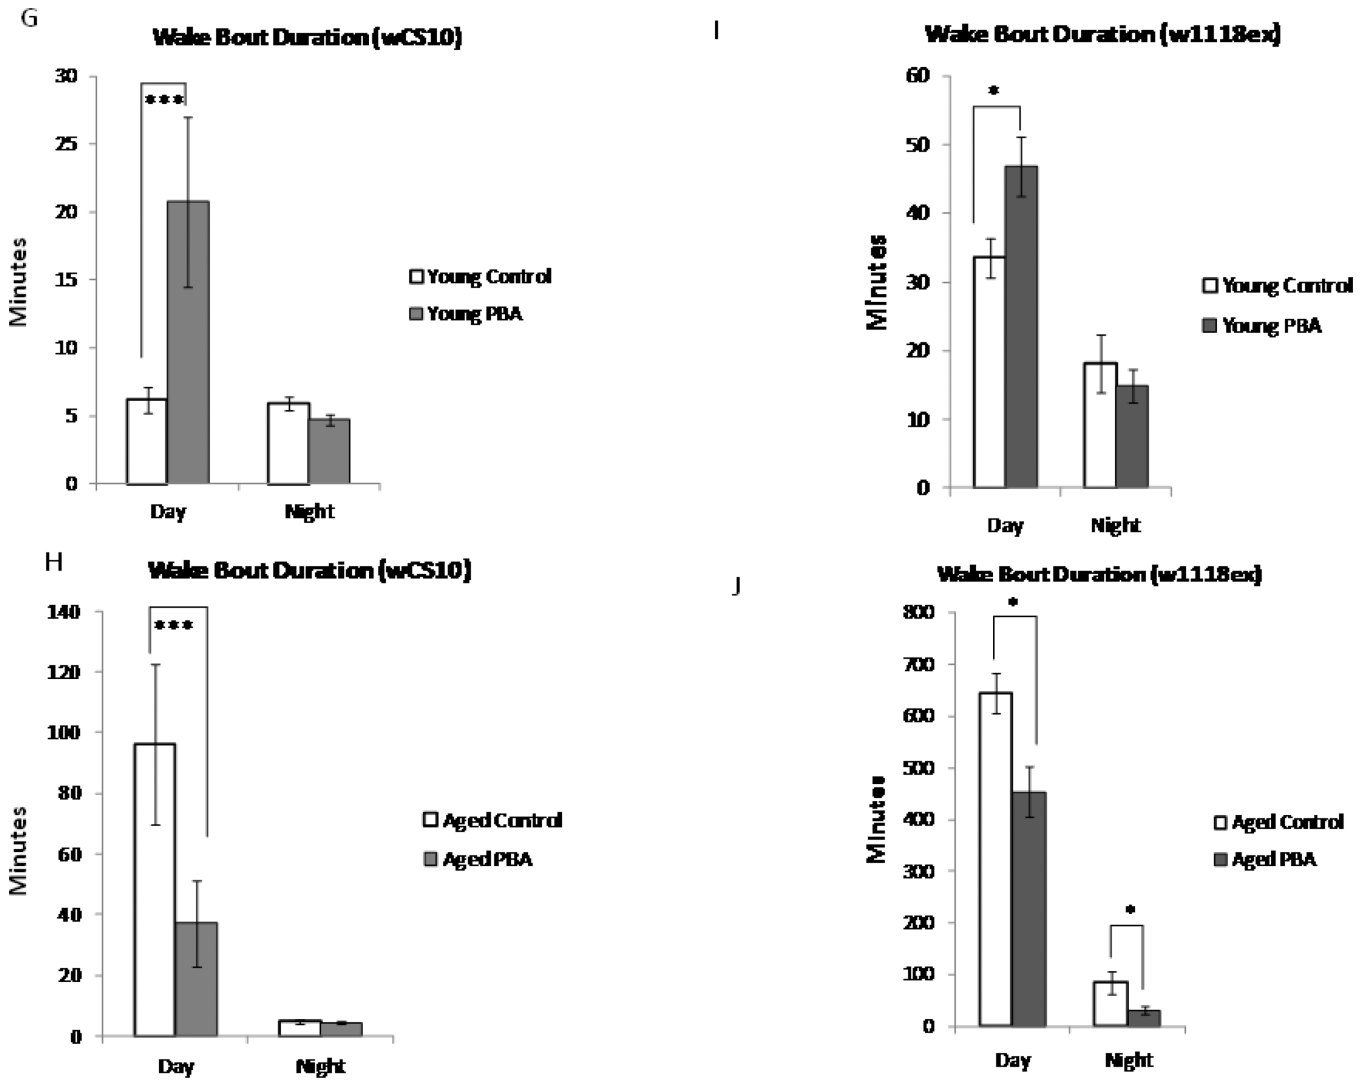 G
Wake Bout Duration (wCS10)
30
25
20
15
10
5
0
Minutes
***
Day
Night
Young Control
Young PBA
I
Wake Bout Duration (w1118ex)
60
50
40
30
20
10
0
Minutes
*
Day
Night
Young Control
Young PBA
H
Wake Bout Duration (wCS10)
140
120
100
80
60
40
20
0
Minutes
***
Day
Night
Aged Control
Aged PBA
J
Wake Bout Duration (w1118ex)
800
700
600
500
400
300
200
100
0
Minutes
*
*
Day
Night
Aged Control
Aged PBA